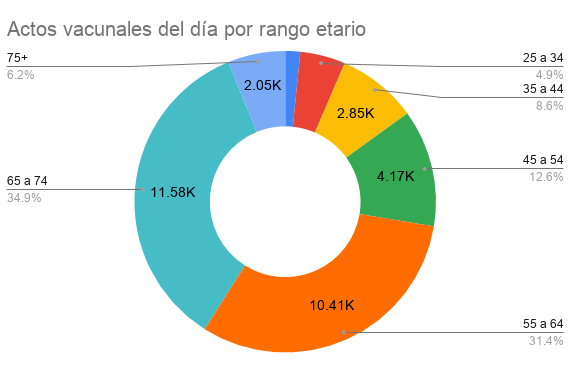 Actos vacunales del día por rango etario
75+
6.2%
25 a 34
4.9%
35 a 44
8.6%
2.05K
2.85K
45 a 54
12.6%
4.17K
65 a 74
34.9%
11.58K
10.41K
55 a 64
31.4%